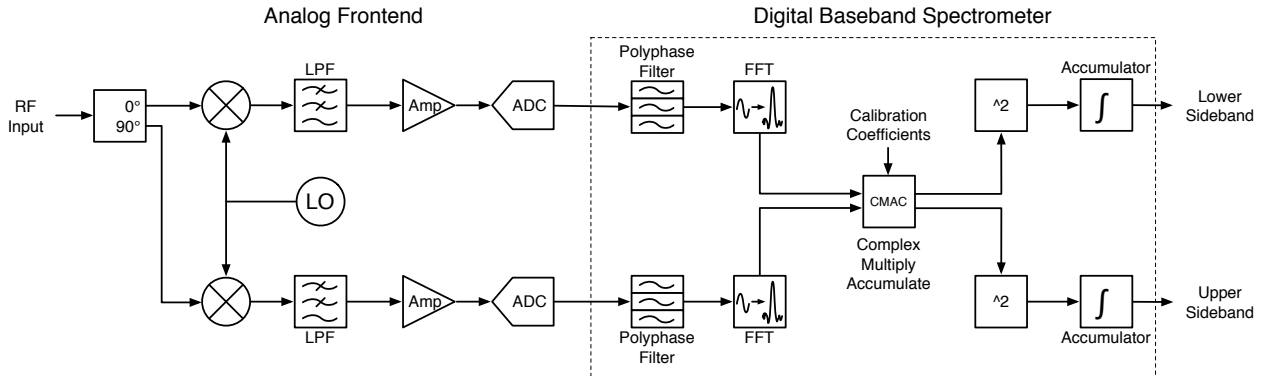 Analog Frontend
Digital Baseband Spectrometer
RF
Input
0°
90°
LPF
Amp
ADC
Polyphase
Filter
FFT
Calibration
Coefficients
^2
Accumulator
∫
Lower
Sideband
LO
CMAC
Complex
Multiply
Accumulate
LPF
Amp
ADC
Polyphase
Filter
FFT
^2
∫
Accumulator
Upper
Sideband